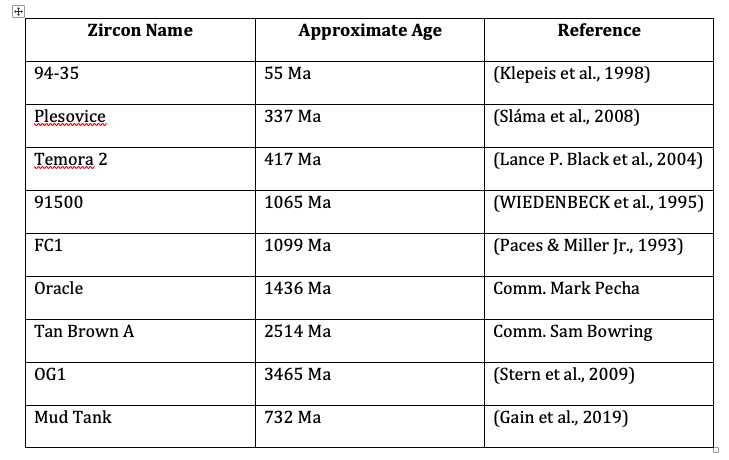 Zircon Name Approximate Age Reference
94-35 55 Ma (Klepeis et al., 1998)
Plesovice 337 Ma (Sláma et al., 2008)
Temora 2 417 Ma (Lance P. Black et al., 2004)
91500 1065 Ma (WIEDENBECK et al., 1995)
FC1 1099 Ma (Paces & Miller Jr., 1993)
Oracle 1436 Ma Comm. Mark Pecha
Tan Brown A 2514 Ma Comm. Sam Bowring
OG1 3465 Ma (Stern et al., 2009)
Mud Tank 732 Ma (Gain et al., 2019)